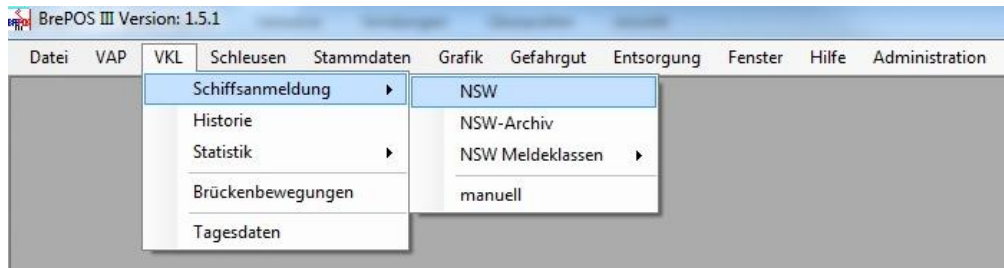 BrePOS III Version: 1.5.1
Datei VAP VKL Schleusen Stammdaten Grafik Gefahrgut Entsorgung Fenster Hilfe Administration
Schiffsanmeldung NSW
Historie NSW-Archiv
Statistik NSW Meldeklassen
Brückenbewegungen manuell
Tagesdaten